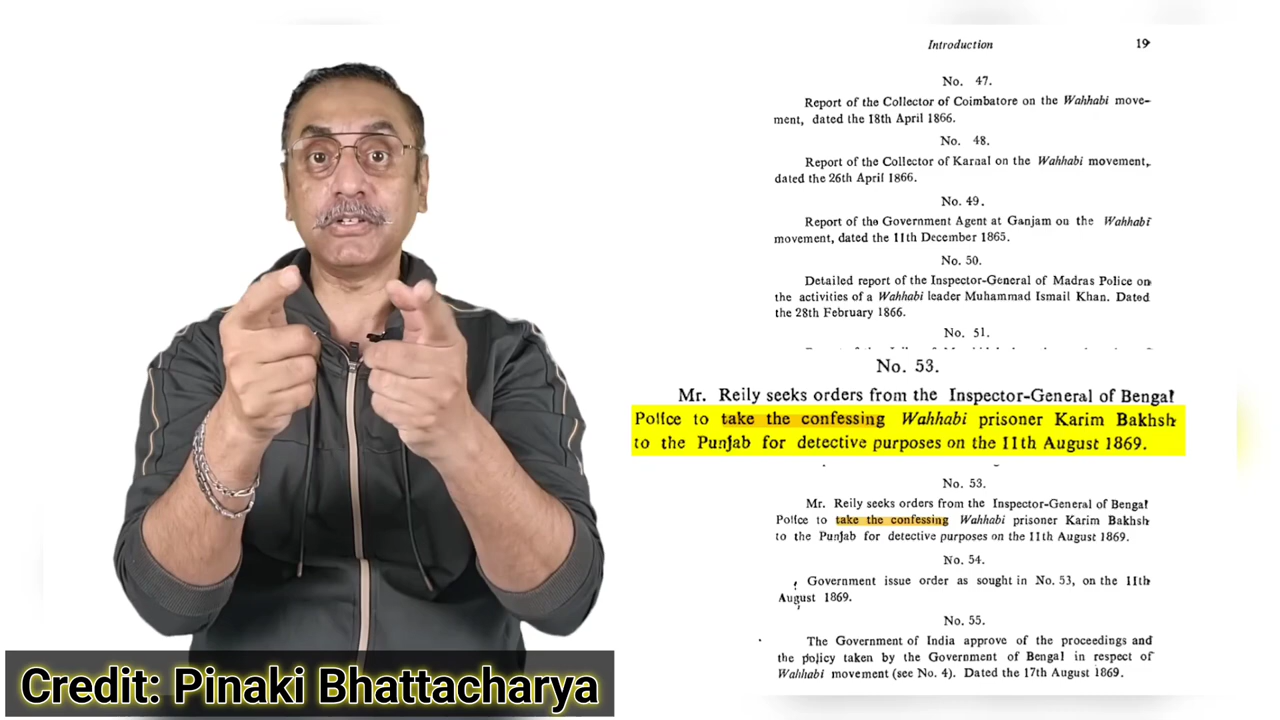 Introduction 19
No. 47.
Report of the Collector of Coimbatore on the Wahhabi move-
ment, dated the 18th April 1866.
No. 48.
Report of the Collector of Karnal on the Wahhabi movement,
dated the 26th April 1866.
No. 49.
Report of the Government Agent at Ganjam on the Wahhabi
movement, dated the 11th December 1865.
No. 50.
Detailed report of the Inspector-General of Madras Police on
the activities of a Wahhabi leader Muhammad Ismail Khan. Dated
the 28th February 1866.
No. 51.
No. 53.
Mr. Reily seeks orders from the Inspector-General of Bengal
Police to take the confessing Wahhabi prisoner Karim Bakhsh
to the Punjab for detective purposes on the 11th August 1869.
No. 53.
Mr. Reily seeks orders from the Inspector-General of Bengal
Police to take the confessing Wahhabi prisoner Karim Bakhsh
to the Punjab for detective purposes on the 11th August 1869.
No. 54.
Government issue order as sought in No. 53, on the 11th
August 1869.
No. 55.
The Government of India approve of the proceedings and
the policy taken by the Government of Bengal in respect of
Wahhabi movement (see No. 4). Dated the 17th August 1869.
Credit: Pinaki Bhattacharya